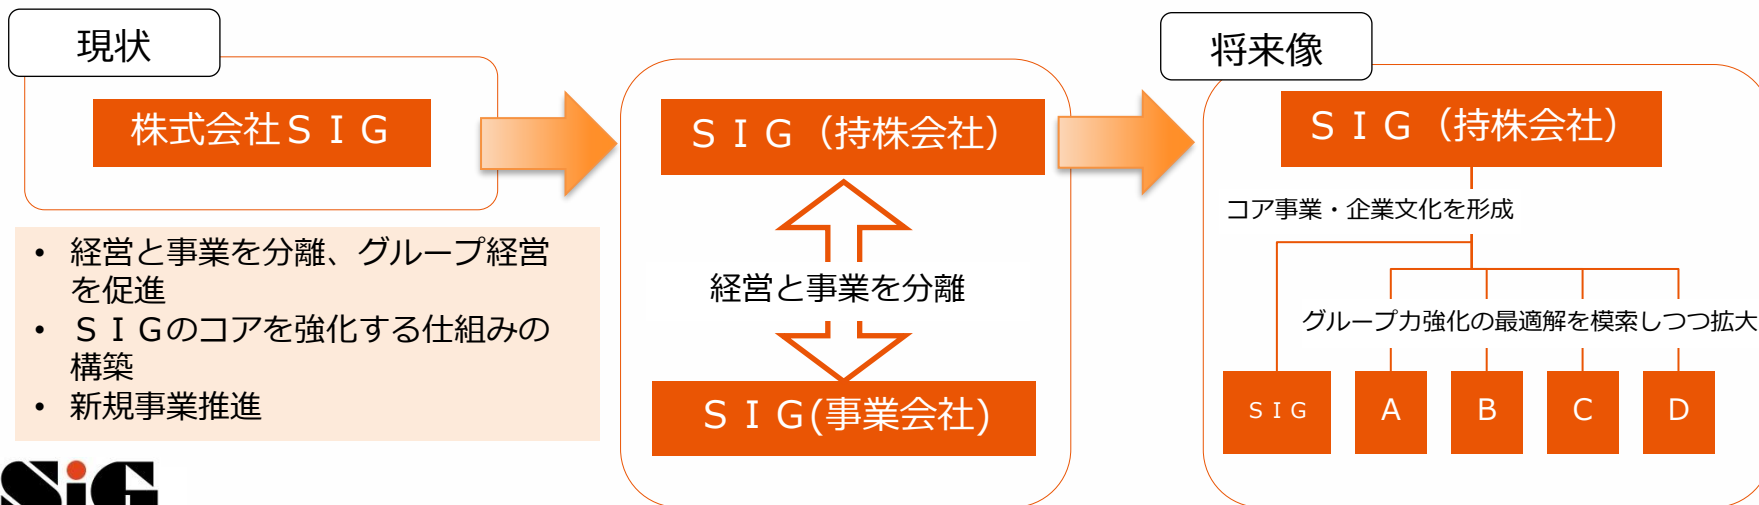 現状
株式会社ＳＩＧ
• 経営と事業を分離、グループ経営
を促進
• ＳＩＧのコアを強化する仕組みの
構築
• 新規事業推進
SiG
ＳＩＧ（持株会社）
経営と事業を分離
ＳＩＧ(事業会社)
将来像
ＳＩＧ（持株会社）
コア事業・企業文化を形成
グループ力強化の最適解を模索しつつ拡大
ＳＩＧ
A
B
C
D